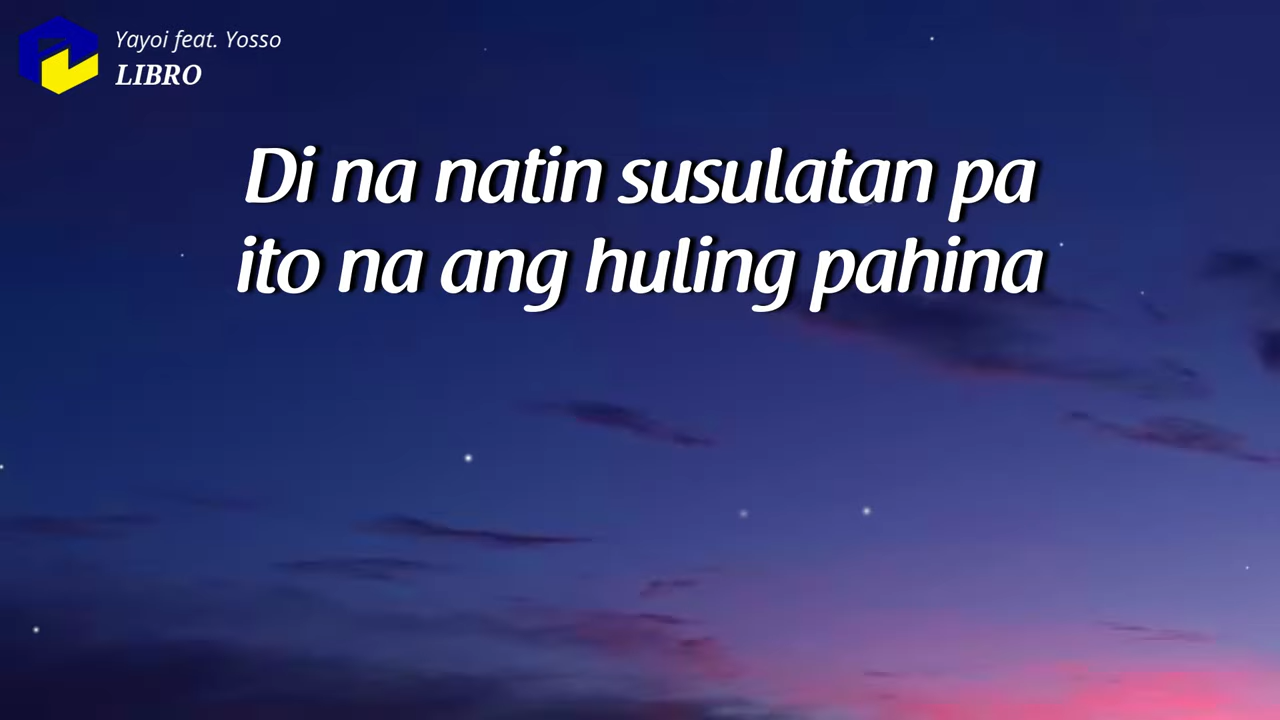 Yayoi feat. Yosso
LIBRO
Di na natin susulatan pa
ito na ang huling pahina